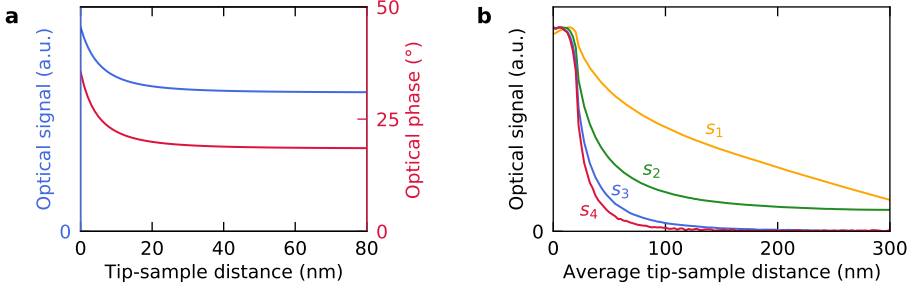 a
Optical signal (a.u.)
0
50
25
0
Optical phase (°)
0 20 40 60 80
Tip-sample distance (nm)
b
Optical signal (a.u.)
0
s1
s2
s3
s4
0 100 200 300
Average tip-sample distance (nm)